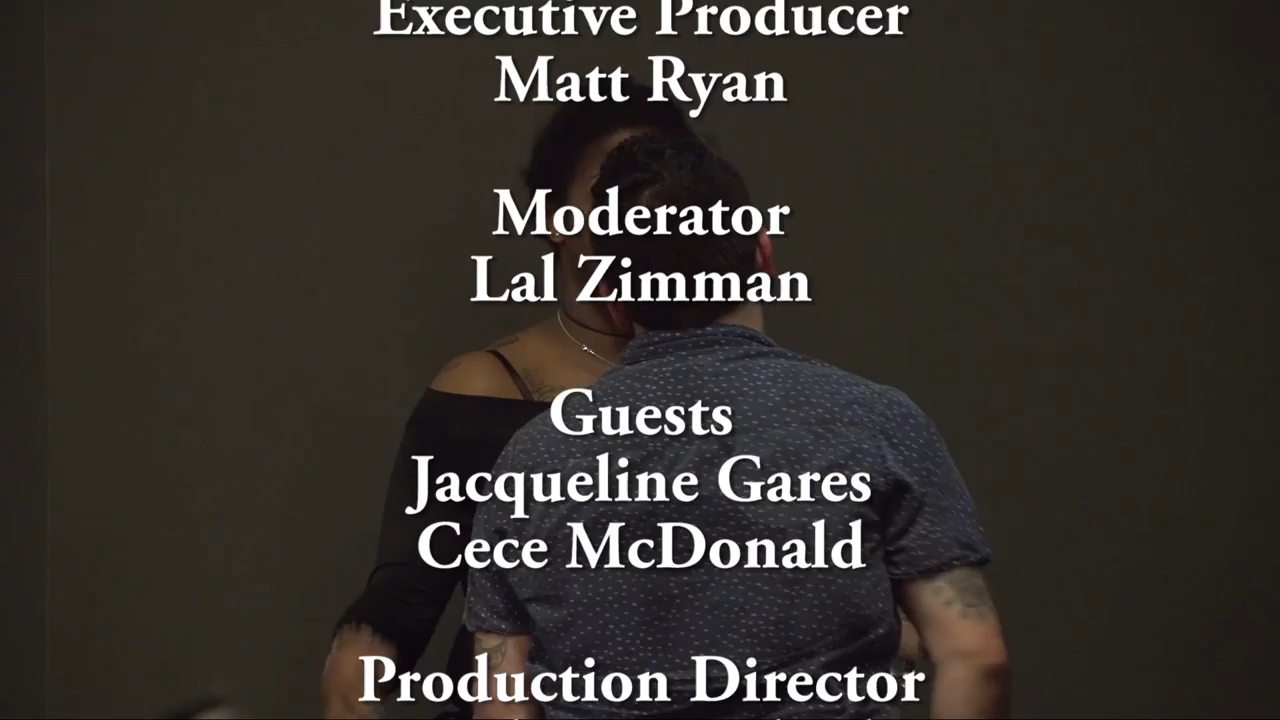 Executive Producer
Matt Ryan
Moderator
Lal Zimman
Guests
Jacqueline Gares
Cece McDonald
Production Director